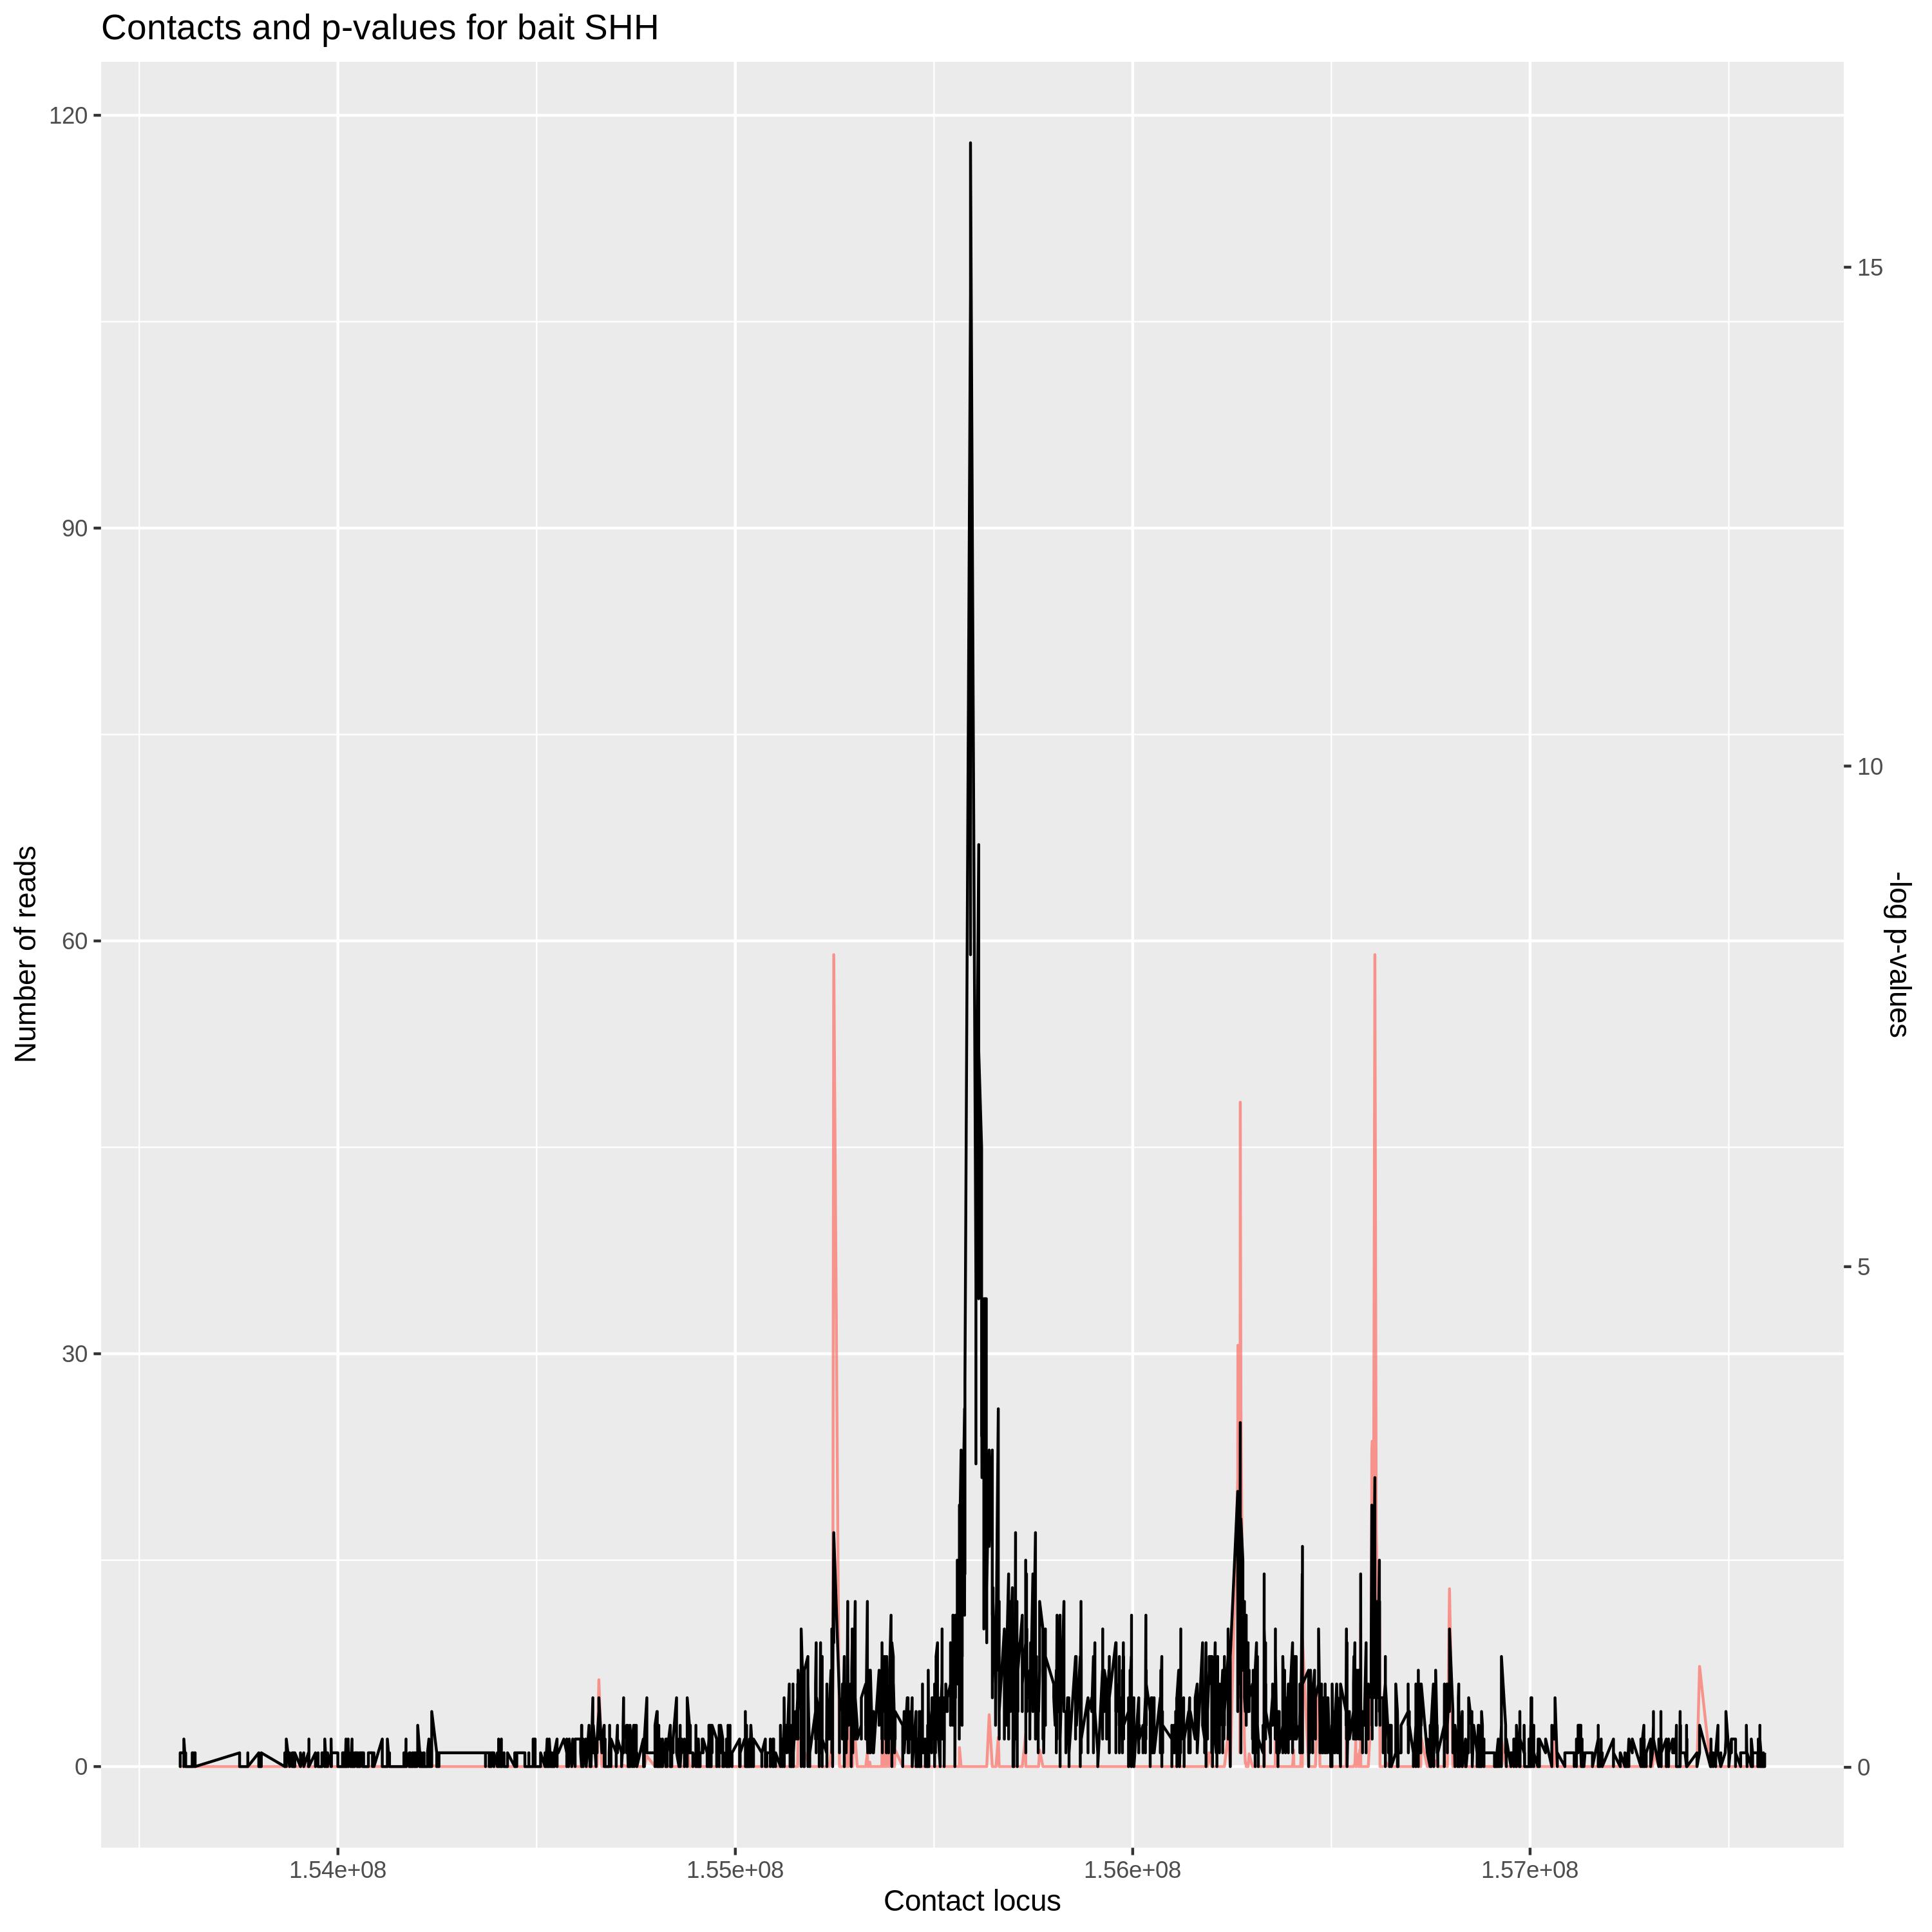 Contacts and p-values for bait SHH
120
90
60
30
0
Number of reads
15
10
5
0
-log p-values
1.54e+08
1.55e+08
1.56e+08
1.57e+08
Contact locus